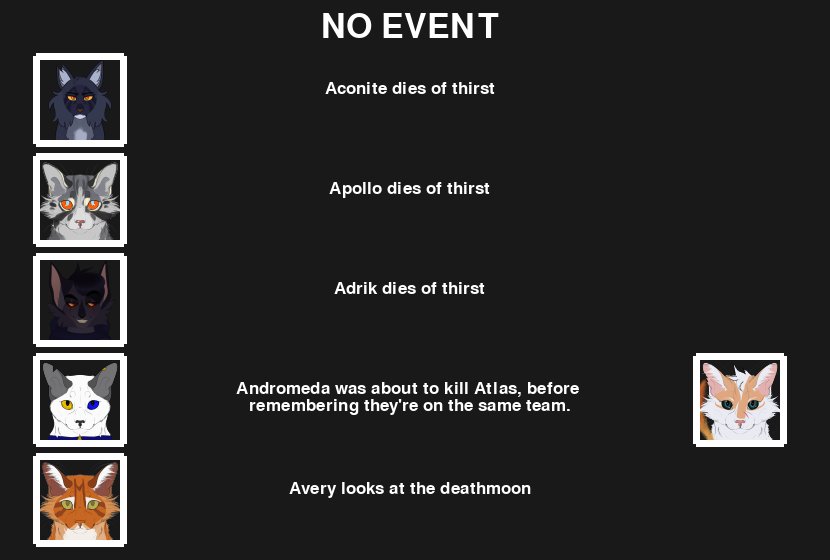 NO EVENT
Aconite dies of thirst
Apollo dies of thirst
Adrik dies of thirst
Andromeda was about to kill Atlas, before
remembering they're on the same team.
Avery looks at the deathmoon